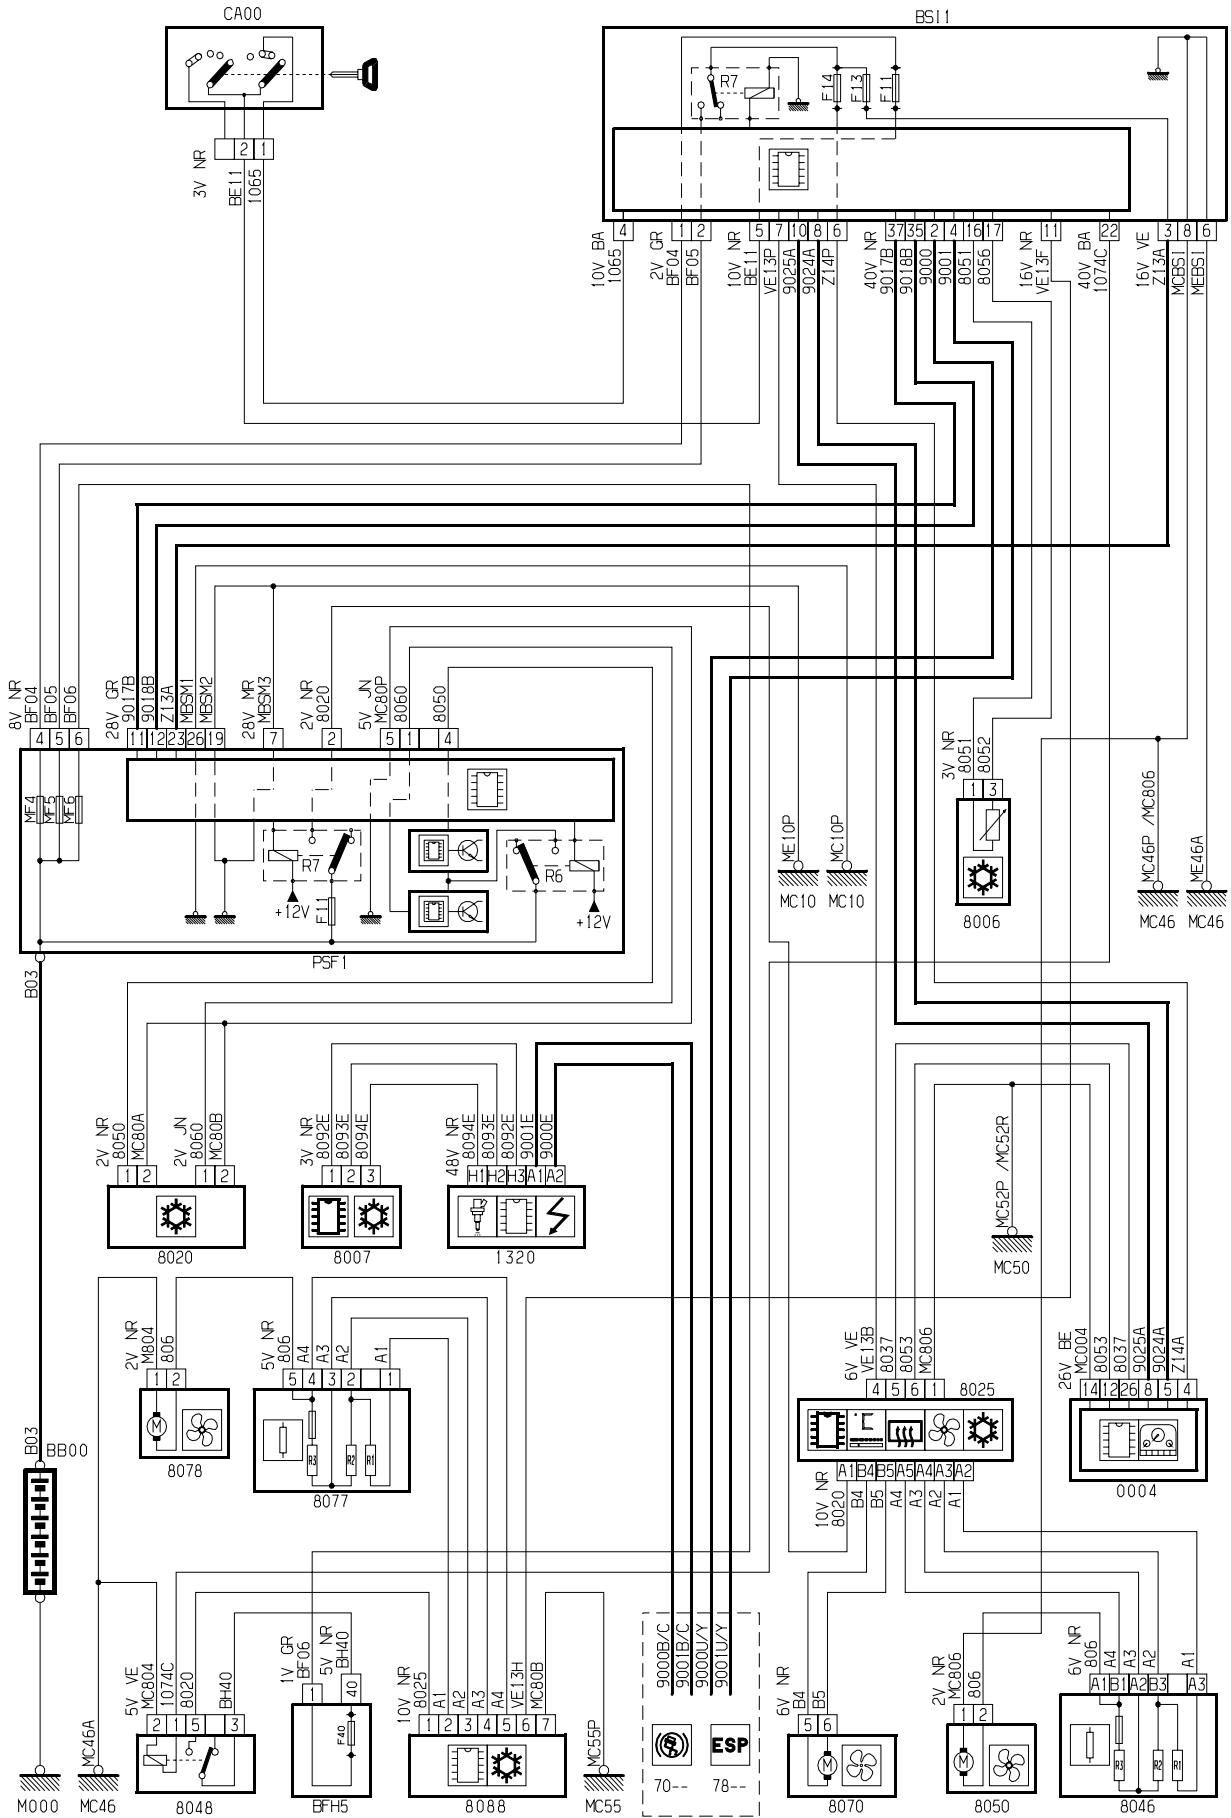 CA00
3V NR
2 1
BE11
1065
BSI1
R7
F14
F13
F11
4 1 2 5 7 10 8 6 37 35 2 4 16 17 11 22 3 8 6
10V BA
1065
2V GR
BF04
BF05
10V NR
BE11
VE13P
9025A
9024A
Z14P
40V NR
9017B
9018B
9000
9001
8051
8056
16V NR
VE13F
40V BA
1074C
16V VE
Z13A
MCBSI
MEBSI
8V NR
BF04
BF05
BF06
28V GR
9017B
9018B
Z13A
MBSM1
MBSM2
28V MR
MBSM3
2V NR
8020
5V JN
MC80P
8060
8050
4 5 6 11 12 23 26 19 7 2 5 1 4
MF4
MF5
MF6
R7
+12V
F11
R6
+12V
PSF1
B03
3V NR
8051
8052
1 3
8006
ME10P
MC10
MC10P
MC10
MC46P /MC806
MC46
ME46A
MC46
2V NR
8050
MC80A
2V JN
8060
MC80B
1 2 1 2
8020
3V NR
8092E
8093E
8094E
1 2 3
8007
48V NR
8094E
8093E
8092E
9001E
9000E
H1 H2 H3 A1 A2
1320
MC52P /MC52R
MC50
2V NR
M804
806
1 2
M
8078
5V NR
806
A4
A3
A2
A1
5 4 3 2 1
R3
R2
R1
8077
6V VE
VE13B
8037
8053
MC806
4 5 6 1
8025
°C
A1 B4 B5 A5 A4 A3 A2
10V NR
8020
B4
B5
A4
A3
A2
A1
26V BE
MC004
8053
8037
9025A
9024A
Z14A
14 12 26 8 5 4
0004
B03
BB00
M000
MC46A
MC46
5V VE
MC804
1074C
8020
BH40
2 1 5 3
8048
1V GR
BF06
5V NR
BH40
1 40
F40
BFH5
10V NR
8025
A1
A2
A3
A4
VE13H
MC80B
1 2 3 4 5 6 7
8088
MC55P
MC55
9000B/C
9001B/C
9000U/Y
9001U/Y
ESP
70-- 78--
6V NR
B4
B5
5 6
M
8070
2V NR
MC806
806
1 2
M
8050
6V NR
806
A4
A3
A2
A1
A1 B1 A2 B3 A3
R3
R2
R1
8046